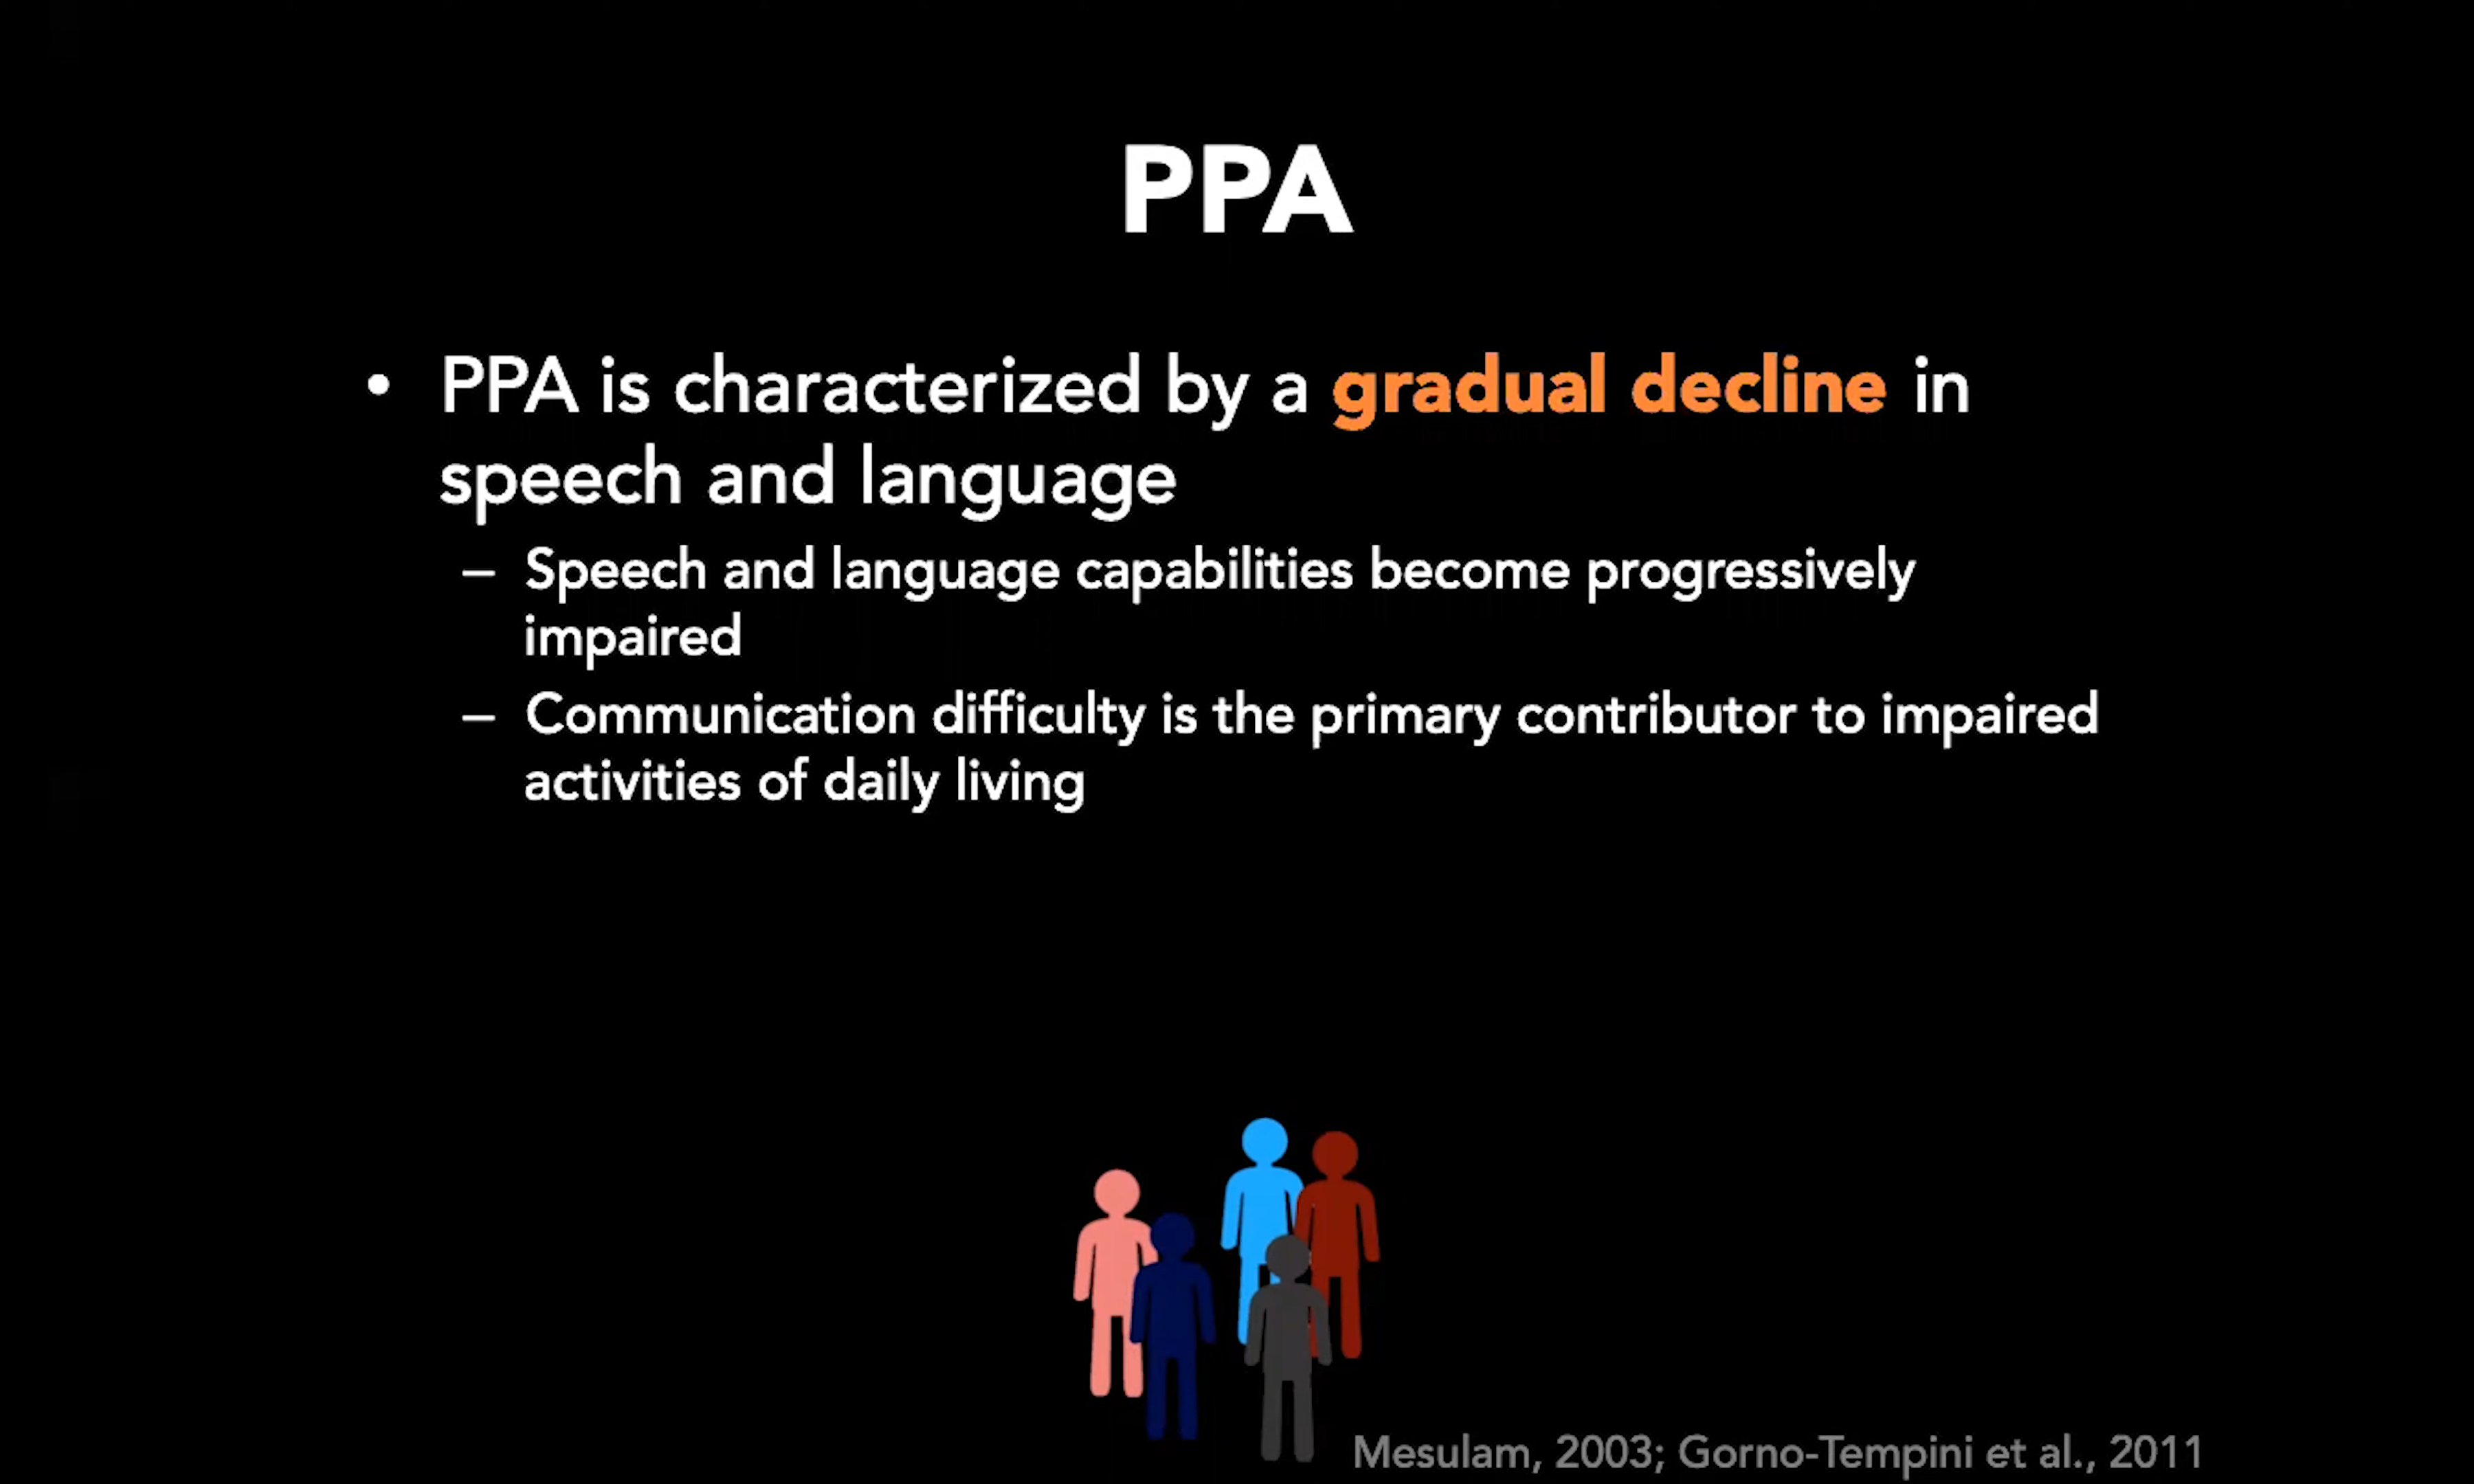 PPA
• PPA is characterized by a gradual decline in
speech and language
– Speech and language capabilities become progressively
impaired
– Communication difficulty is the primary contributor to impaired
activities of daily living
Mesulam, 2003; Gorno-Tempini et al., 2011